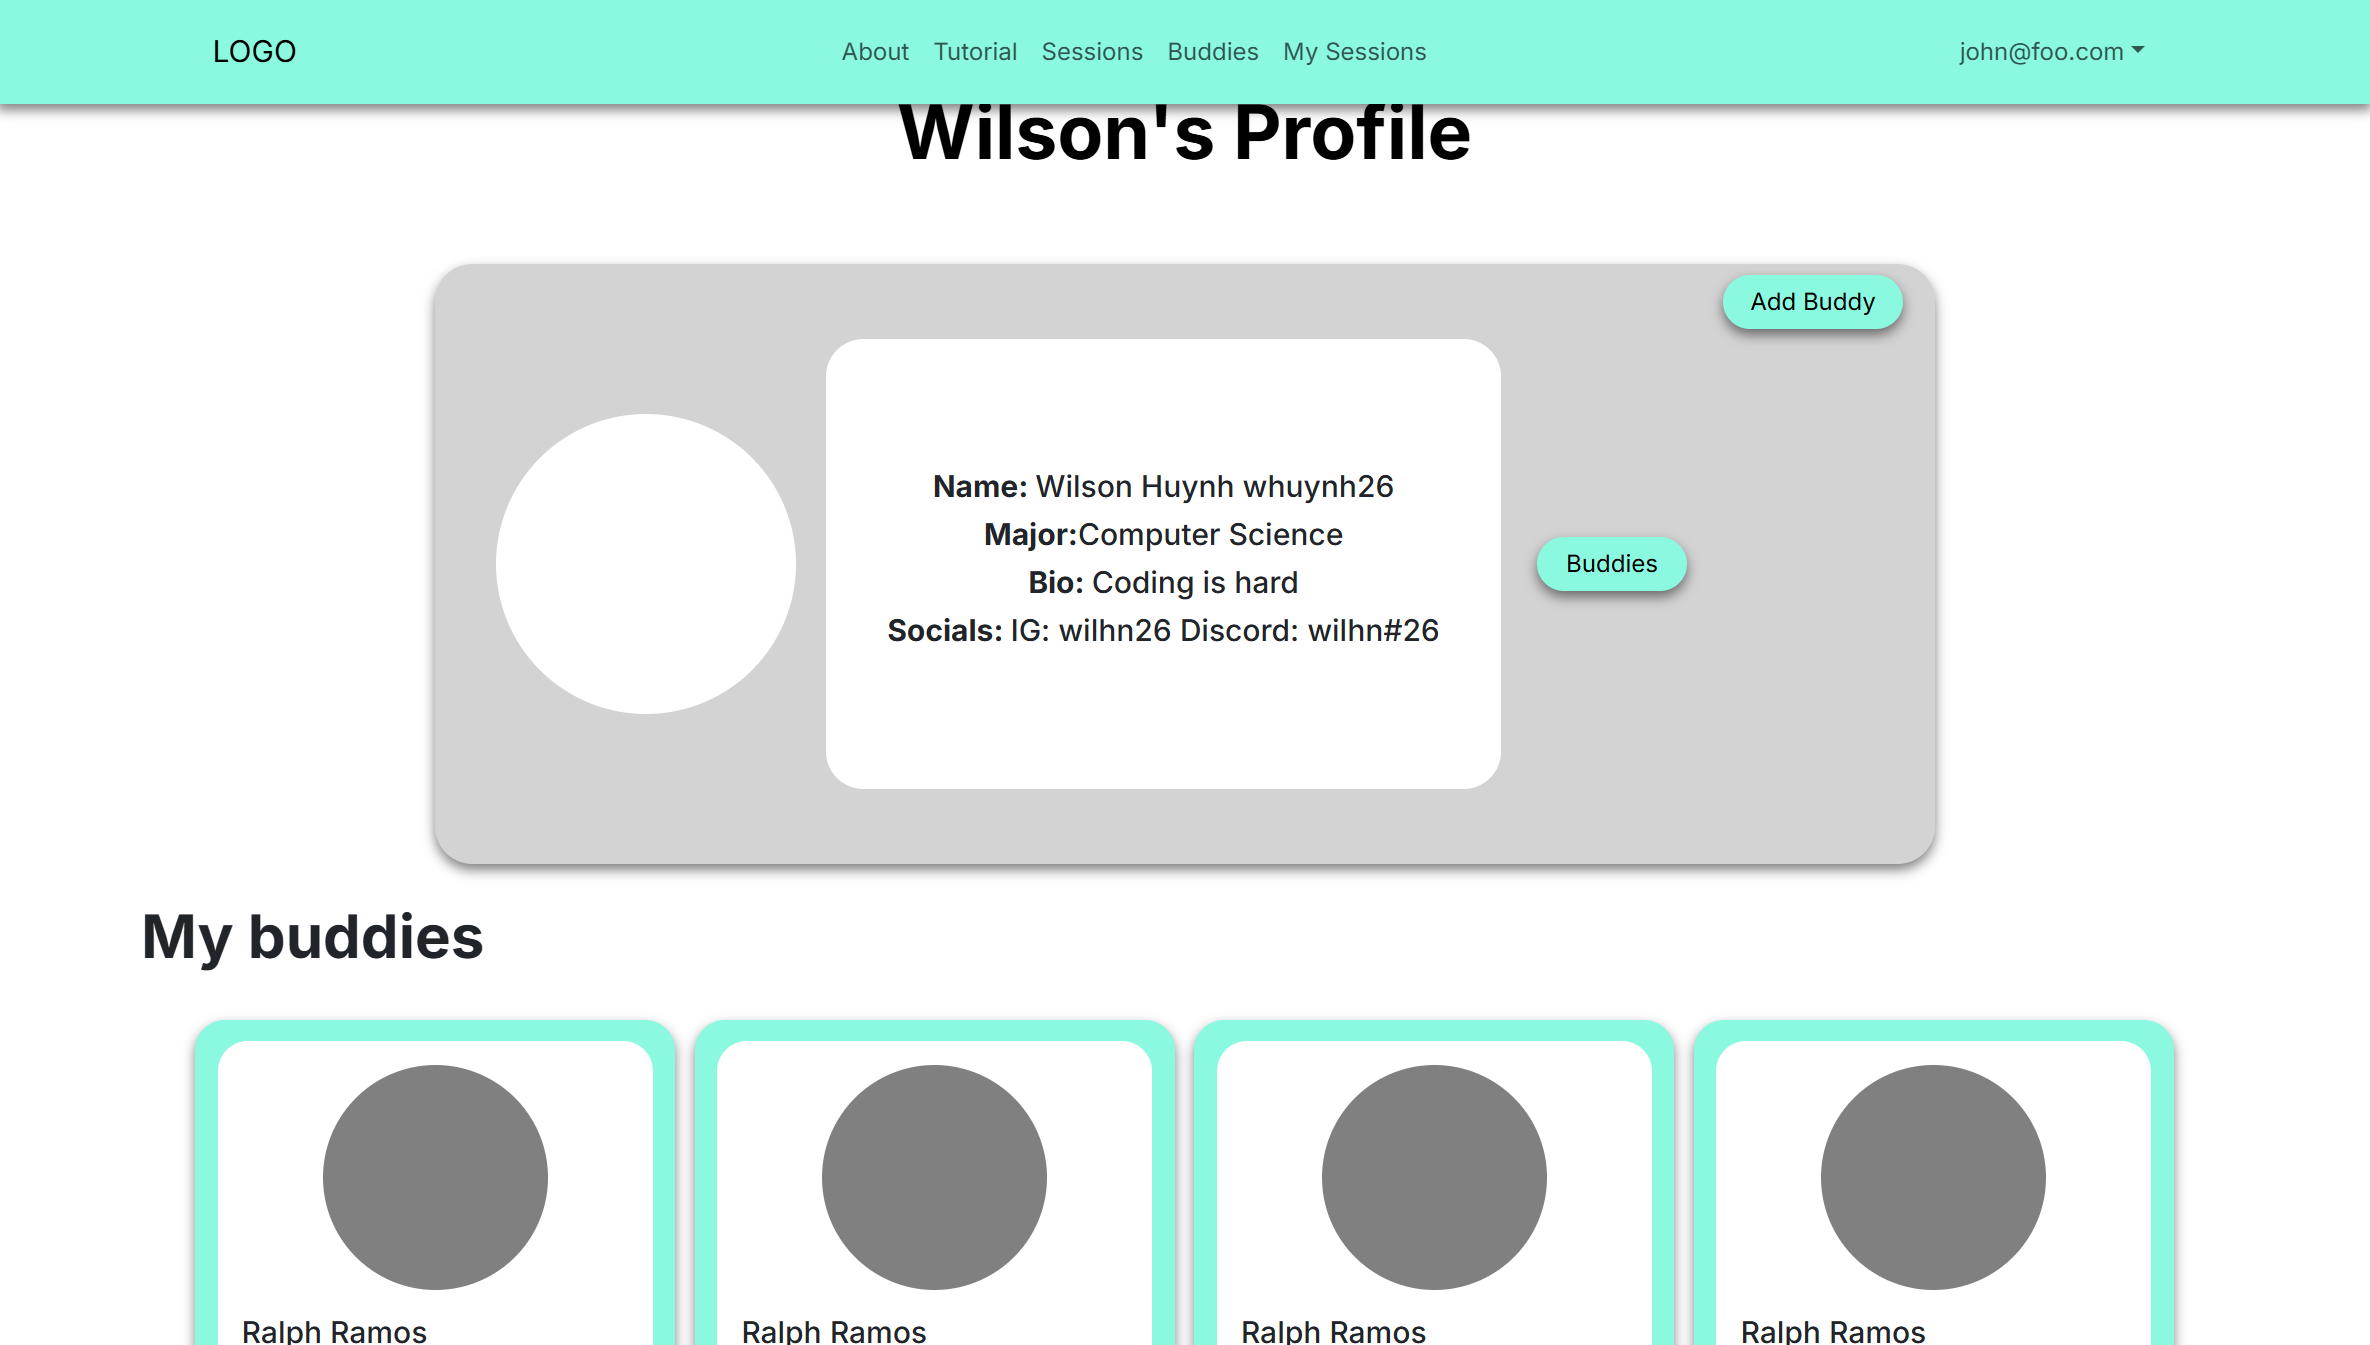 LOGO
About Tutorial Sessions Buddies My Sessions
john@foo.com
Wilson's Profile
Add Buddy
Name: Wilson Huynh whuynh26
Major:Computer Science
Bio: Coding is hard
Socials: IG: wilhn26 Discord: wilhn#26
Buddies
My buddies
Ralph Ramos
Ralph Ramos
Ralph Ramos
Ralph Ramos